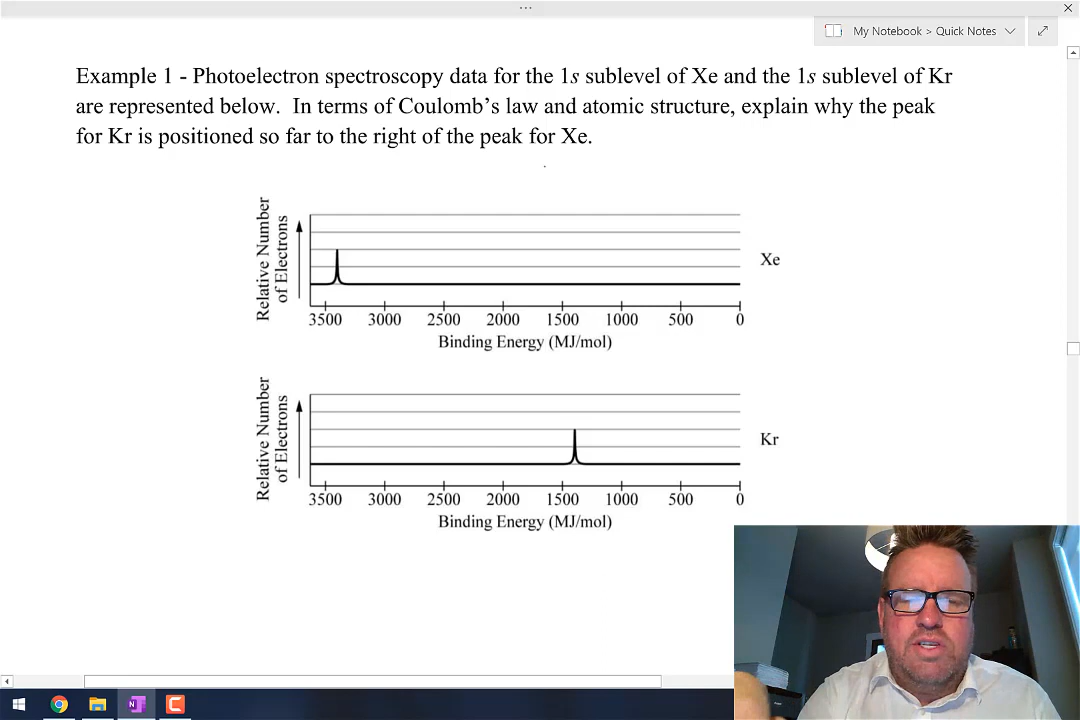 ...
My Notebook > Quick Notes
Example 1 - Photoelectron spectroscopy data for the 1s sublevel of Xe and the 1s sublevel of Kr
are represented below.  In terms of Coulomb's law and atomic structure, explain why the peak
for Kr is positioned so far to the right of the peak for Xe.
Relative Number
of Electrons
Xe
3500 3000 2500 2000 1500 1000 500 0
Binding Energy (MJ/mol)
Relative Number
of Electrons
Kr
3500 3000 2500 2000 1500 1000 500 0
Binding Energy (MJ/mol)